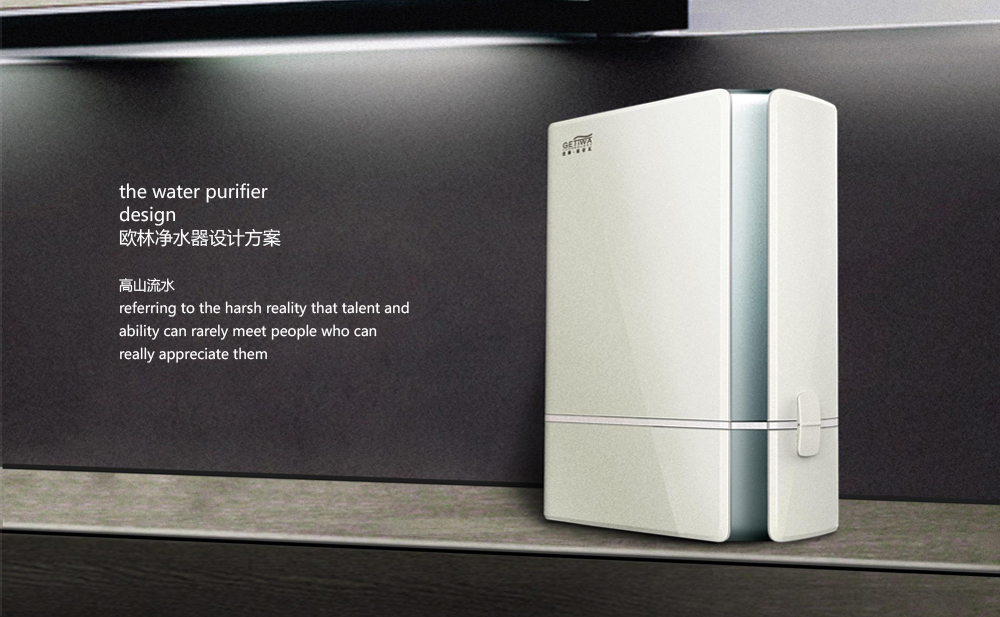 the water purifier
design
欧林净水器设计方案
高山流水
referring to the harsh reality that talent and
ability can rarely meet people who can
really appreciate them
GETIWA